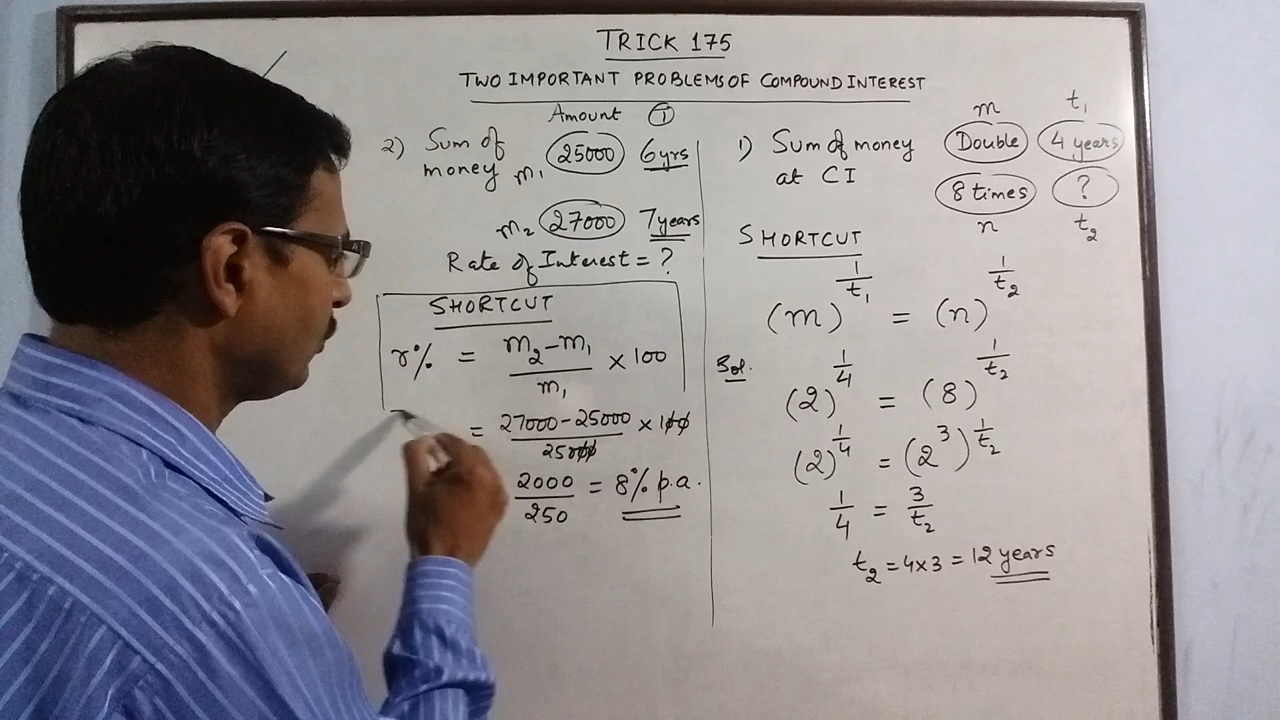 TRICK 175
TWO IMPORTANT PROBLEMS OF COMPOUND INTEREST
Amount T
2) Sum of money m₁ 25000 6yrs
m₂ 27000 7years
Rate of Interest = ?
SHORTCUT
r% = (m₂-m₁)/m₁ × 100
= (27000-25000)/25000 × 100
2000/250 = 8% p.a.
m t₁
1) Sum of money Double 4 years
at CI 8 times ?
n t₂
SHORTCUT
(m)^(1/t₁) = (n)^(1/t₂)
Sol. (2)^(1/4) = (8)^(1/t₂)
(2)^(1/4) = (2³)^(1/t₂)
1/4 = 3/t₂
t₂ = 4×3 = 12 years